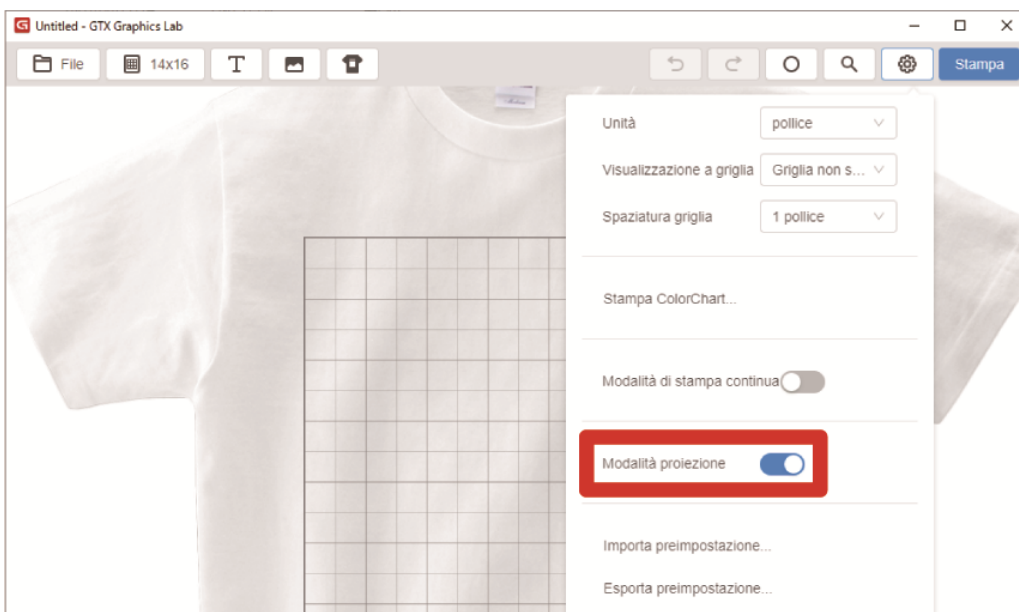 Untitled - GTX Graphics Lab
File
14x16
T
Stampa
Unità
pollice
Visualizzazione a griglia
Griglia non s...
Spaziatura griglia
1 pollice
Stampa ColorChart...
Modalità di stampa continua
Modalità proiezione
Importa preimpostazione...
Esporta preimpostazione...